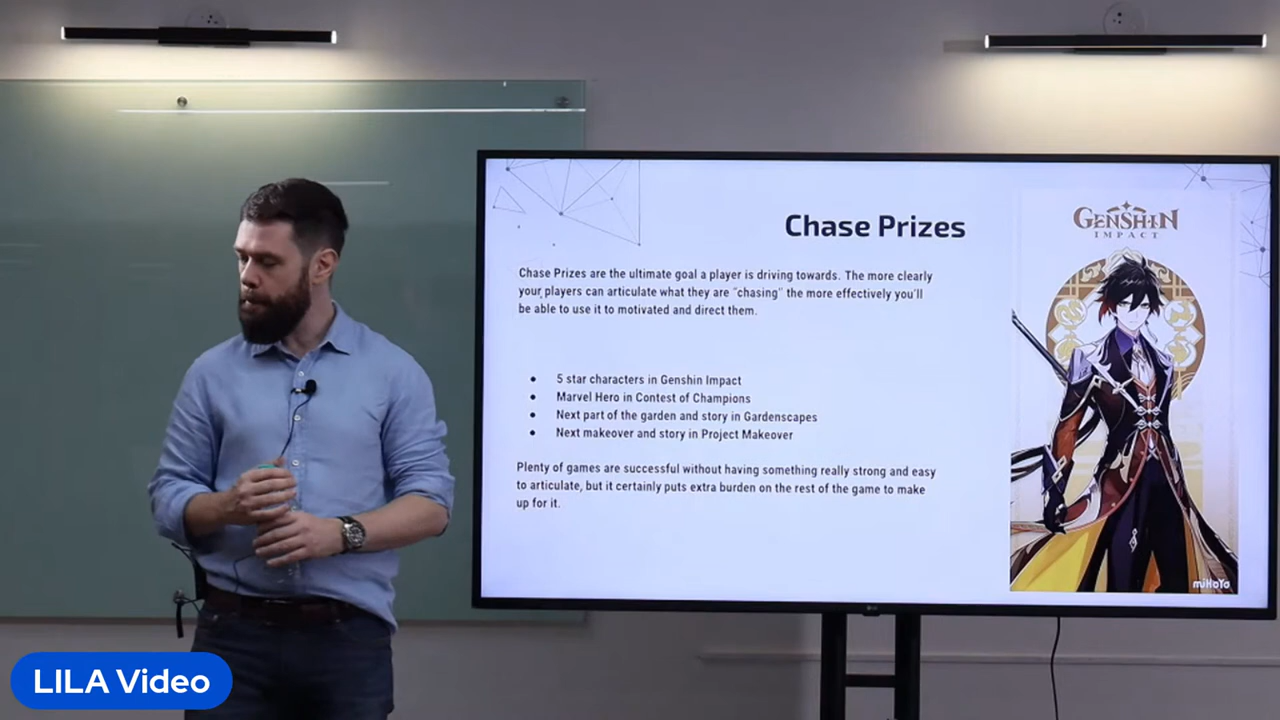 Chase Prizes
GENSHIN
IMPACT
Chase Prizes are the ultimate goal a player is driving towards. The more clearly
your players can articulate what they are "chasing" the more effectively you'll
be able to use it to motivated and direct them.
• 5 star characters in Genshin Impact
• Marvel Hero in Contest of Champions
• Next part of the garden and story in Gardenscapes
• Next makeover and story in Project Makeover
Plenty of games are successful without having something really strong and easy
to articulate, but it certainly puts extra burden on the rest of the game to make
up for it.
miHoYo
LG
LILA Video